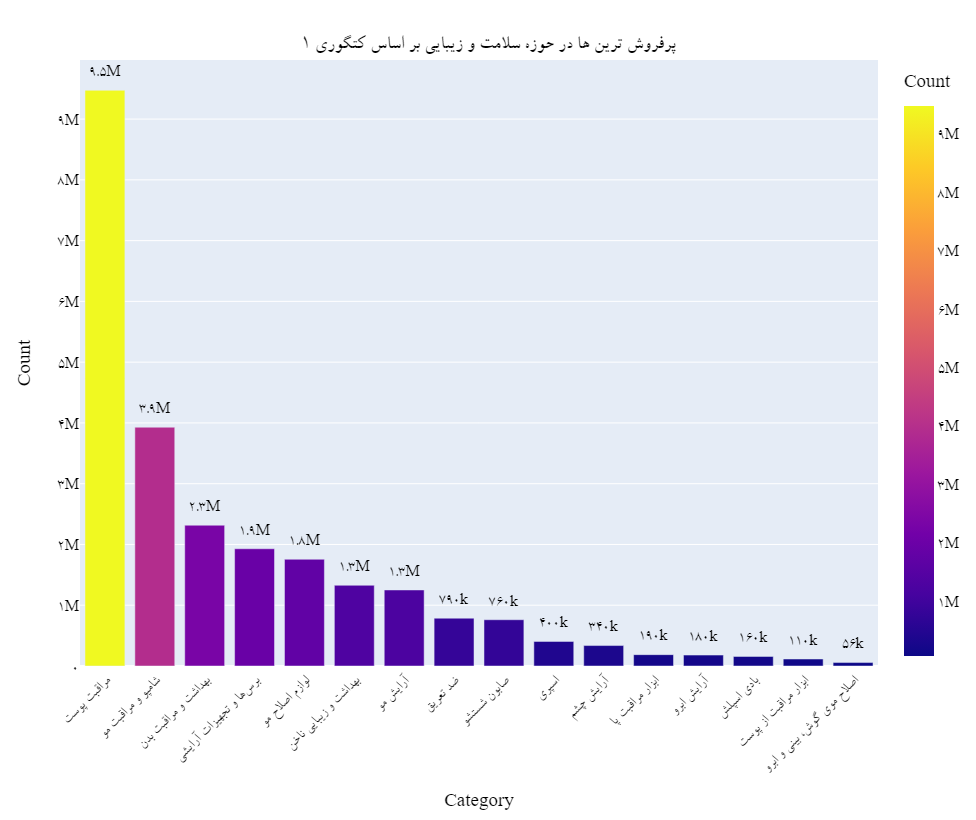 پرفروش ترین ها در حوزه سلامت و زیبایی بر اساس کتگوری ۱
Count
۹M
۸M
۷M
۶M
۵M
۴M
۳M
۲M
۱M
۰
۹.۵M
۳.۹M
۲.۳M
۱.۹M
۱.۸M
۱.۳M
۱.۳M
۷۹۰k
۷۶۰k
۴۰۰k
۳۴۰k
۱۹۰k
۱۸۰k
۱۶۰k
۱۱۰k
۵۶k
مراقبت پوست
شامپو و مراقبت مو
بهداشت و مراقبت بدن
برس‌ها و تجهیزات آرایشی
لوازم اصلاح مو
بهداشت و زیبایی ناخن
آرایش مو
ضد تعریق
صابون شستشو
اسپری
آرایش چشم
ابزار مراقبت پا
آرایش ابرو
بادی اسپلش
ابزار مراقبت از پوست
اصلاح موی گوش، بینی و ابرو
Category
Count
۹M
۸M
۷M
۶M
۵M
۴M
۳M
۲M
۱M